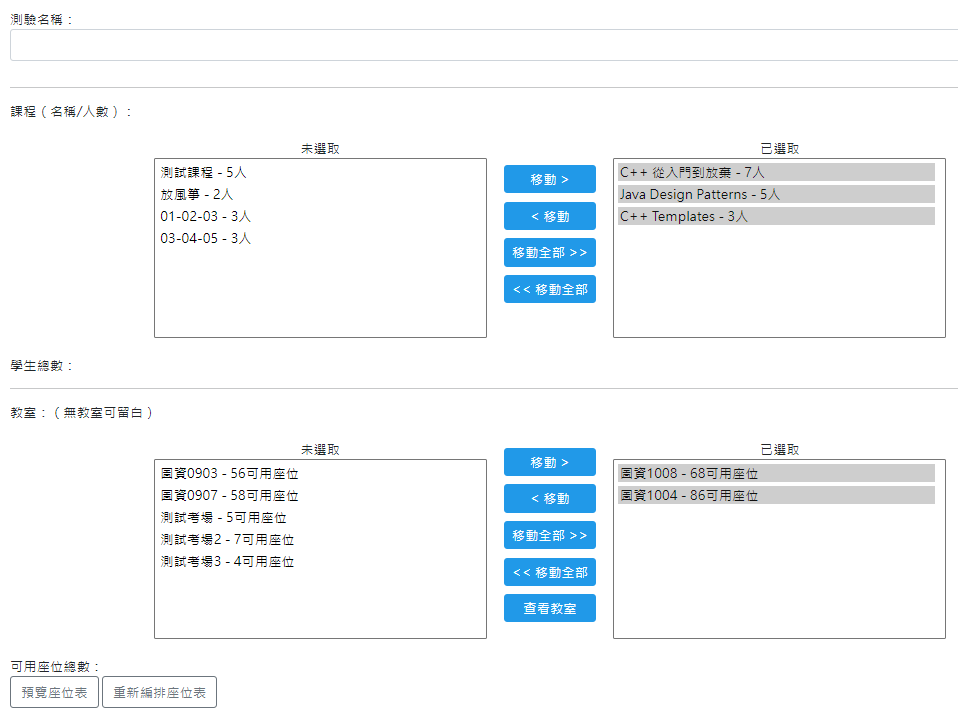 測驗名稱：
課程（名稱/人數）：
未選取
已選取
測試課程 - 5人
放風箏 - 2人
01-02-03 - 3人
03-04-05 - 3人
移動 >
< 移動
移動全部 >>
<< 移動全部
C++ 從入門到放棄 - 7人
Java Design Patterns - 5人
C++ Templates - 3人
學生總數：
教室：（無教室可留白）
未選取
已選取
圖資0903 - 56可用座位
圖資0907 - 58可用座位
測試考場 - 5可用座位
測試考場2 - 7可用座位
測試考場3 - 4可用座位
移動 >
< 移動
移動全部 >>
<< 移動全部
查看教室
圖資1008 - 68可用座位
圖資1004 - 86可用座位
可用座位總數：
預覽座位表
重新編排座位表